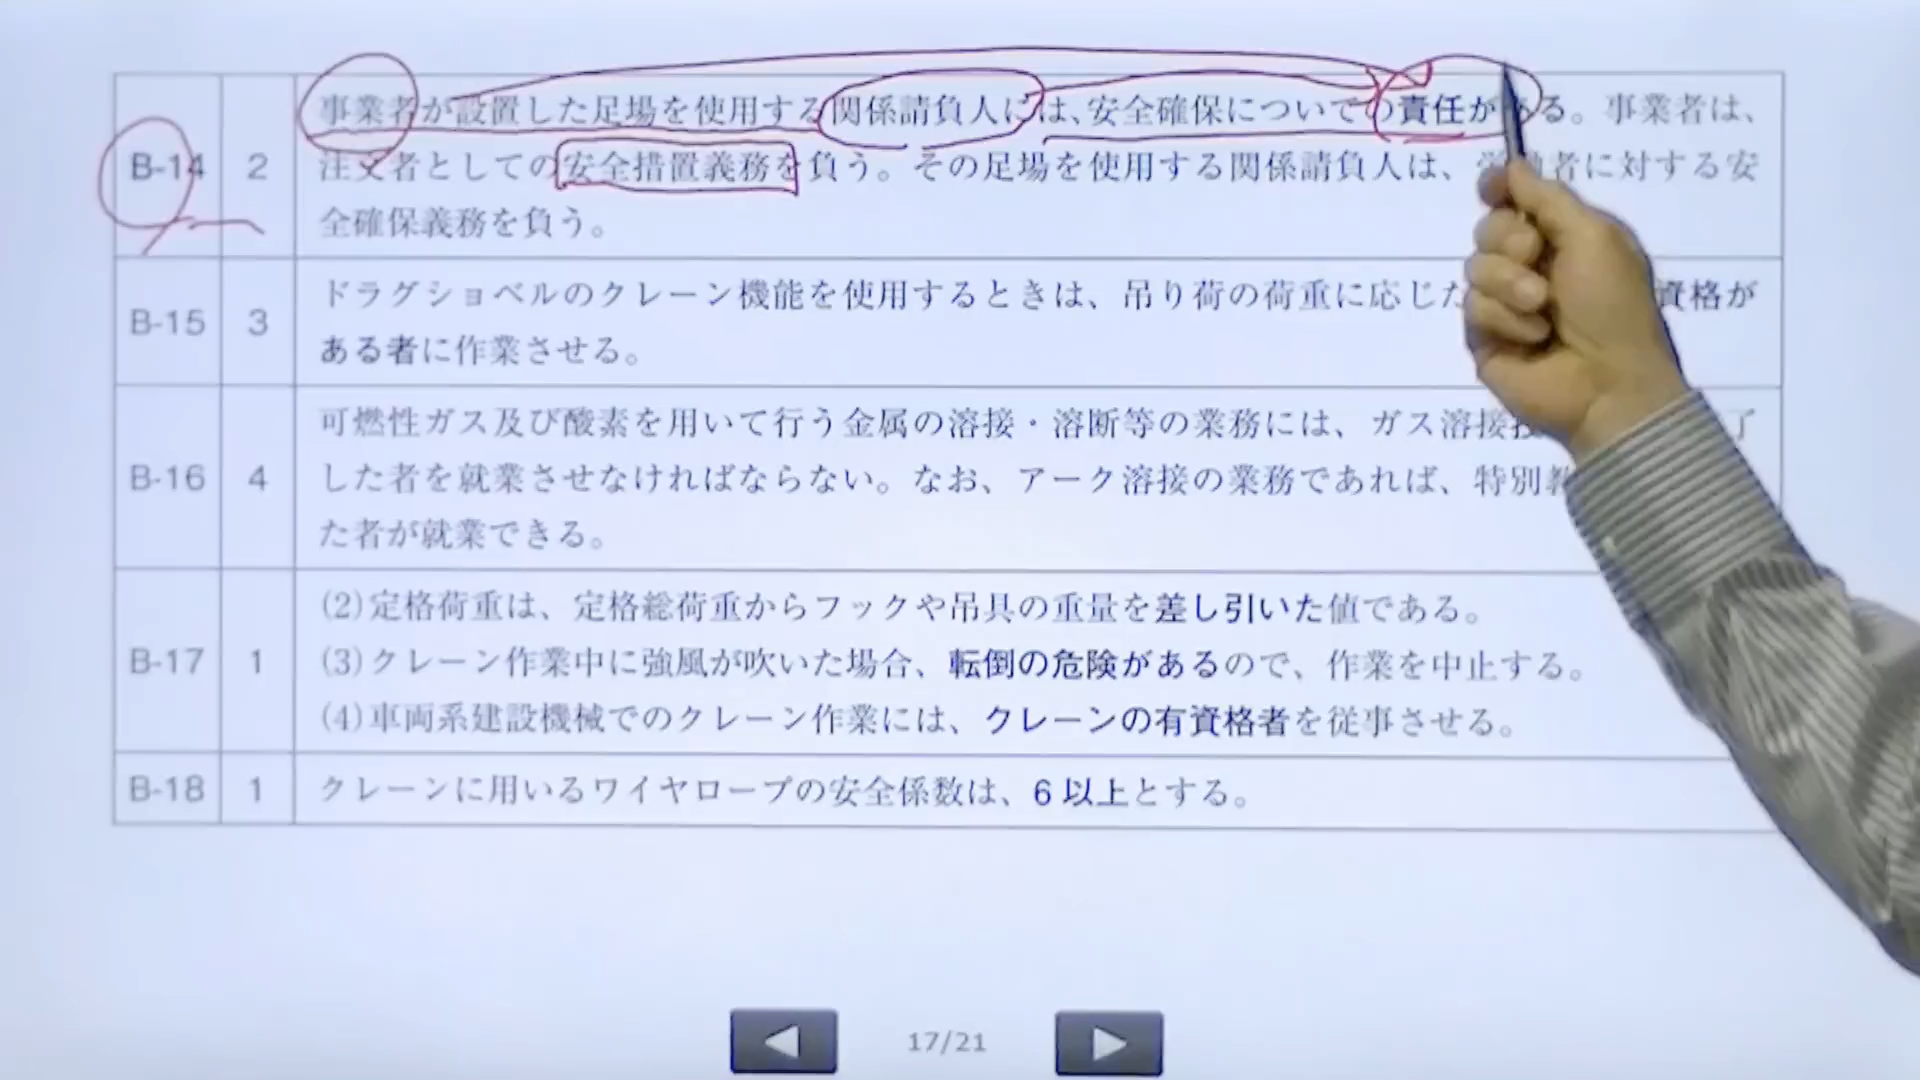 B-14 2 事業者が設置した足場を使用する関係請負人には、安全確保についての責任がある。事業者は、
注文者としての安全措置義務を負う。その足場を使用する関係請負人は、労働者に対する安
全確保義務を負う。
B-15 3 ドラグショベルのクレーン機能を使用するときは、吊り荷の荷重に応じた 資格が
ある者に作業させる。
B-16 4 可燃性ガス及び酸素を用いて行う金属の溶接・溶断等の業務には、ガス溶接技 了
した者を就業させなければならない。なお、アーク溶接の業務であれば、特別教
た者が就業できる。
B-17 1 (2)定格荷重は、定格総荷重からフックや吊具の重量を差し引いた値である。
(3)クレーン作業中に強風が吹いた場合、転倒の危険があるので、作業を中止する。
(4)車両系建設機械でのクレーン作業には、クレーンの有資格者を従事させる。
B-18 1 クレーンに用いるワイヤロープの安全係数は、6 以上とする。
17/21